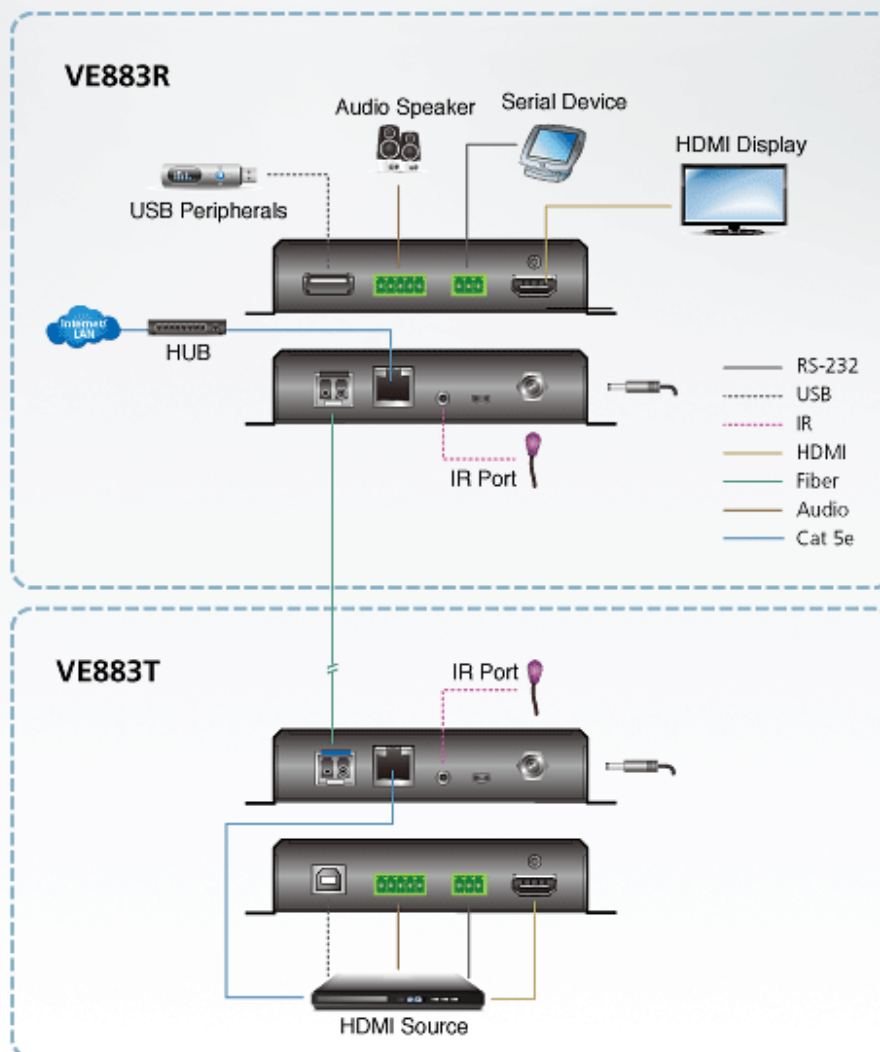 VE883R
Audio Speaker
Serial Device
HDMI Display
USB Peripherals
Internet/
LAN
HUB
IR Port
RS-232
USB
IR
HDMI
Fiber
Audio
Cat 5e
VE883T
IR Port
HDMI Source